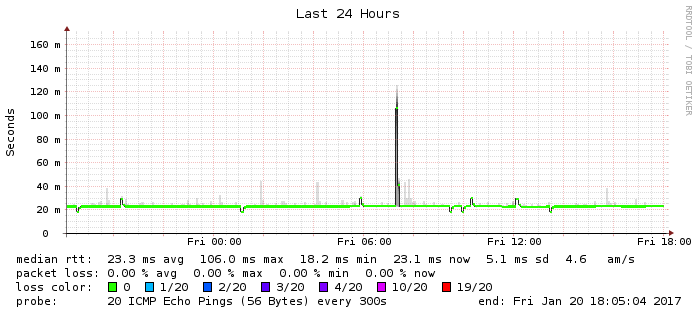 Last 24 Hours
RRDTOOL / TOBI OETIKER
Seconds
160 m
140 m
120 m
100 m
80 m
60 m
40 m
20 m
0
Fri 00:00 Fri 06:00 Fri 12:00 Fri 18:00
median rtt: 23.3 ms avg 106.0 ms max 18.2 ms min 23.1 ms now 5.1 ms sd 4.6 am/s
packet loss: 0.00 % avg 0.00 % max 0.00 % min 0.00 % now
loss color: 0 1/20 2/20 3/20 4/20 10/20 19/20
probe: 20 ICMP Echo Pings (56 Bytes) every 300s end: Fri Jan 20 18:05:04 2017